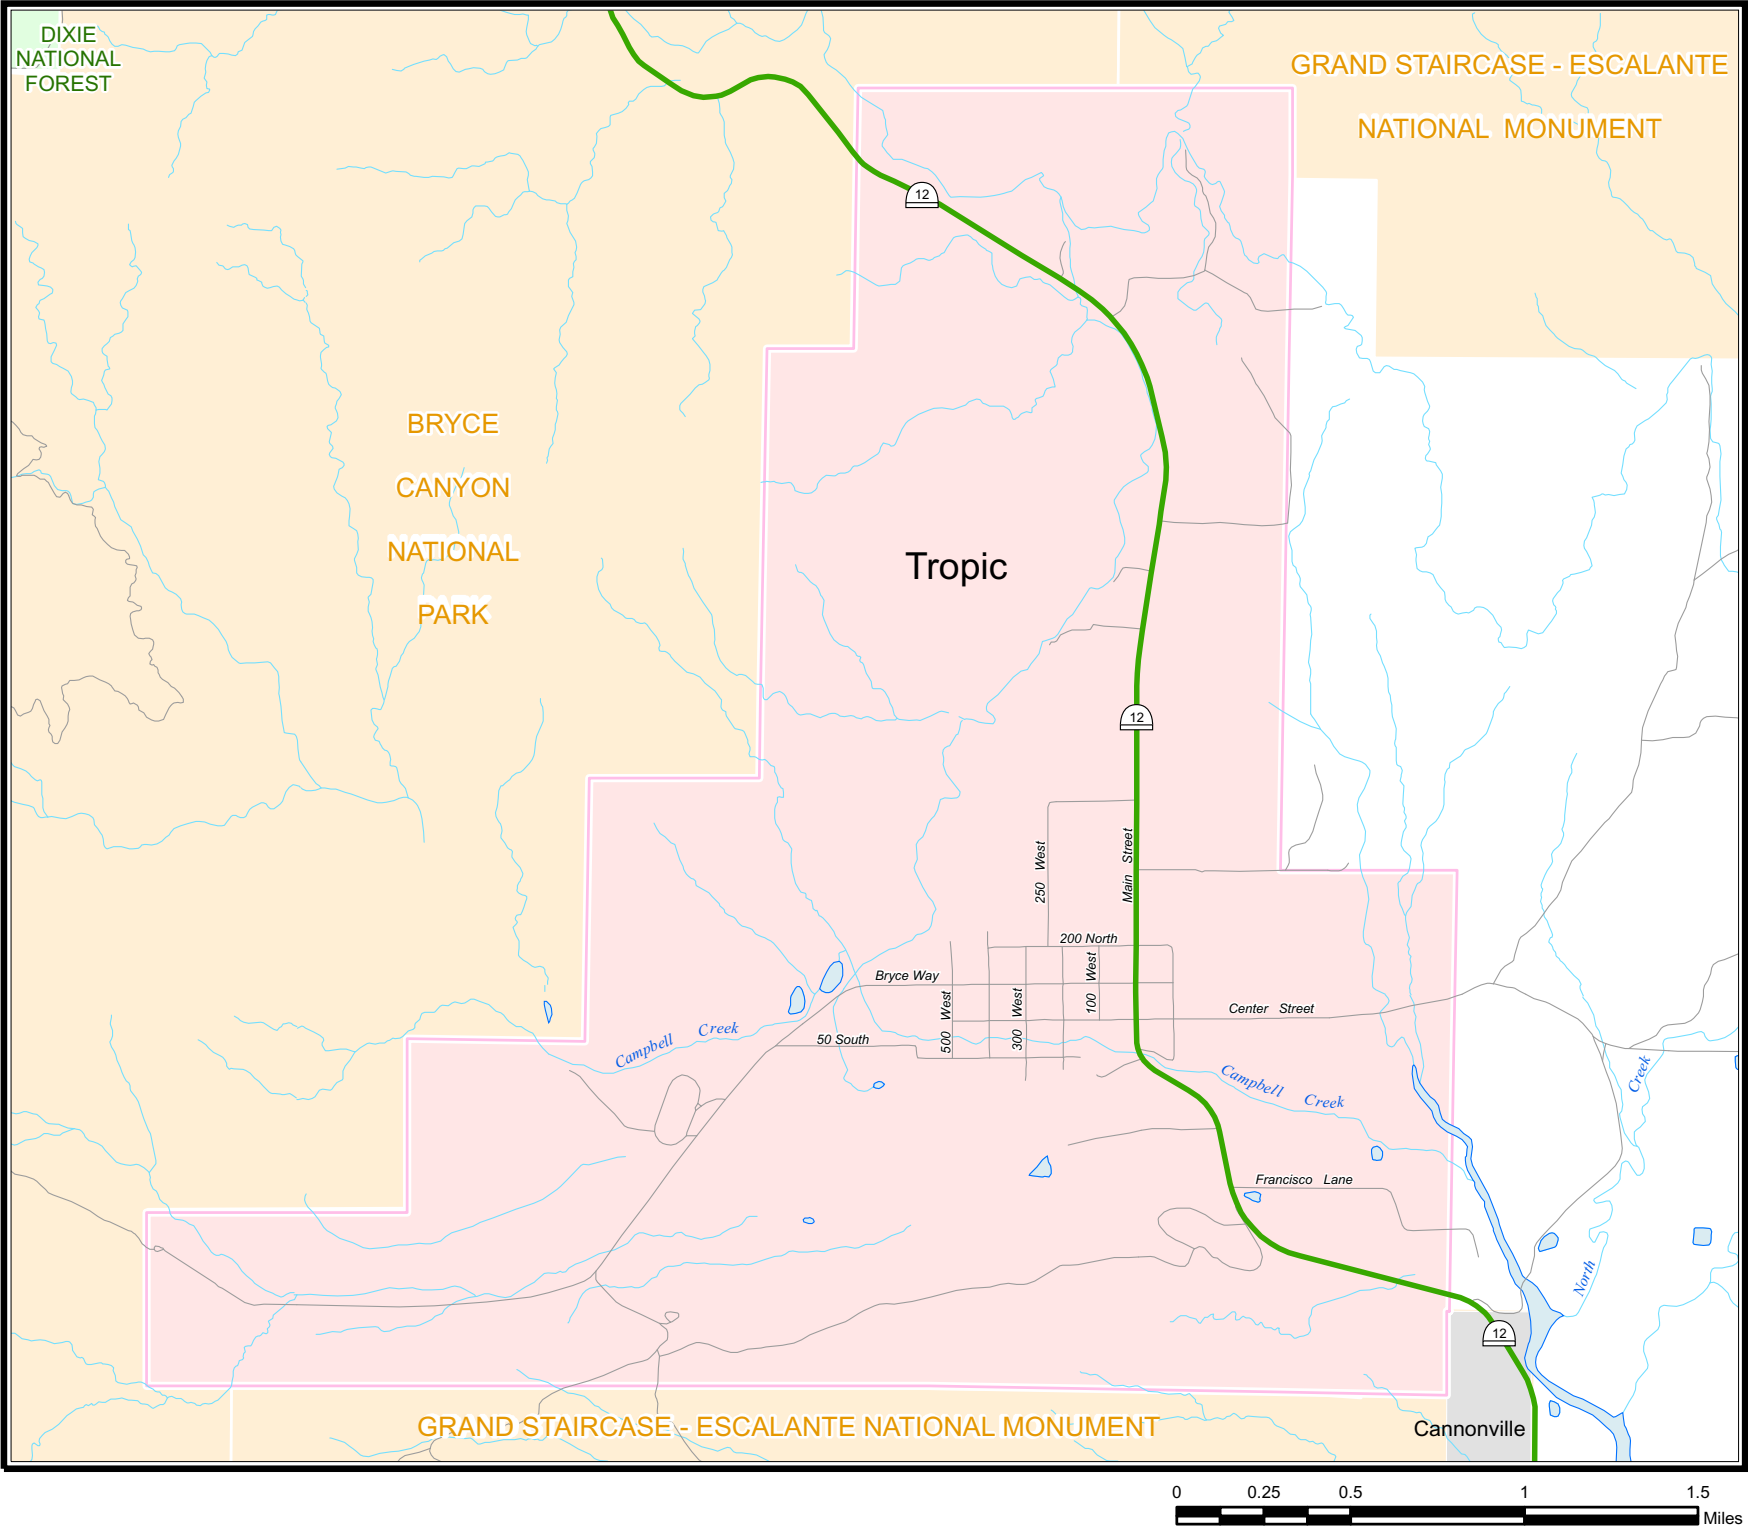 DIXIE
NATIONAL
FOREST
GRAND STAIRCASE - ESCALANTE
NATIONAL MONUMENT
12
BRYCE
CANYON
NATIONAL
PARK
Tropic
12
250 West
Main Street
200 North
Bryce Way
100 West
500 West
300 West
Center Street
50 South
Campbell Creek
Campbell Creek
Creek
North
Francisco Lane
12
GRAND STAIRCASE - ESCALANTE NATIONAL MONUMENT
Cannonville
0 0.25 0.5 1 1.5
Miles